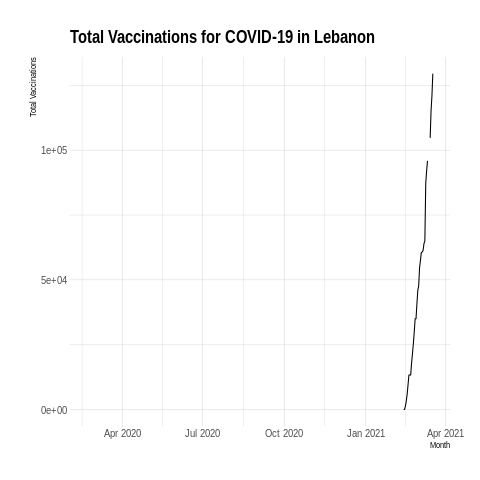 Total Vaccinations for COVID-19 in Lebanon
Total Vaccinations
1e+05
5e+04
0e+00
Apr 2020
Jul 2020
Oct 2020
Jan 2021
Apr 2021
Month